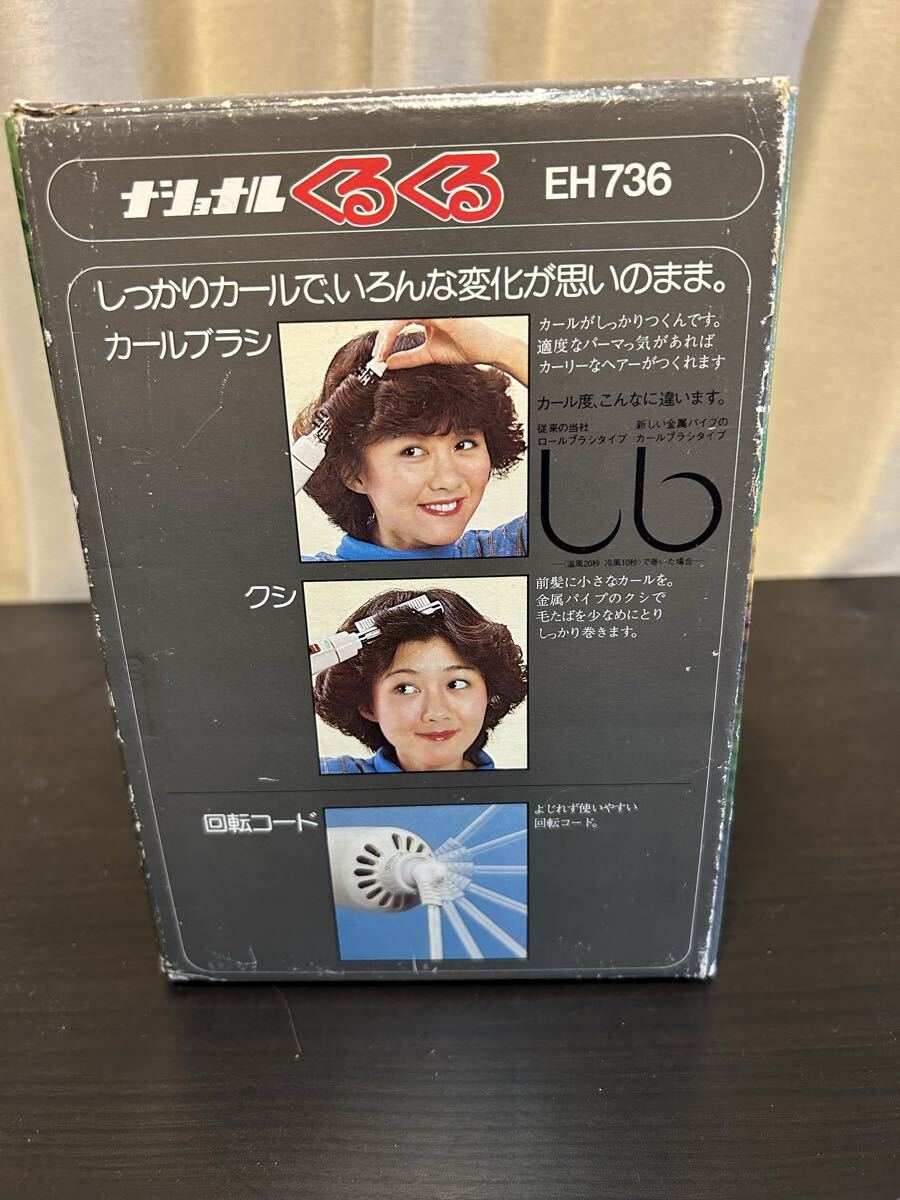 ナショナルくるくる EH736
しっかりカールで、いろんな変化が思いのまま。
カールブラシ
カールがしっかりつくんです。
適度なパーマっ気があれば
カーリーなヘアーがつくれます
カール度、こんなに違います。
従来の当社
ロールブラシタイプ
新しい金属パイプの
カールブラシタイプ
(温風20秒 冷風10秒)で巻いた場合
クシ
前髪に小さなカールを。
金属パイプのクシで
毛たばを少なめにとり
しっかり巻きます。
回転コード
よじれず使いやすい
回転コード。